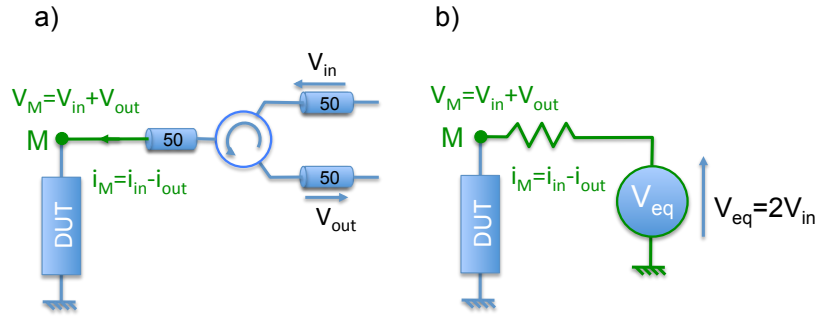 a)
V_in
V_M=V_in+V_out
50
M
50
i_M=i_in-i_out
50
V_out
DUT
b)
V_M=V_in+V_out
M
i_M=i_in-i_out
V_eq
V_eq=2V_in
DUT